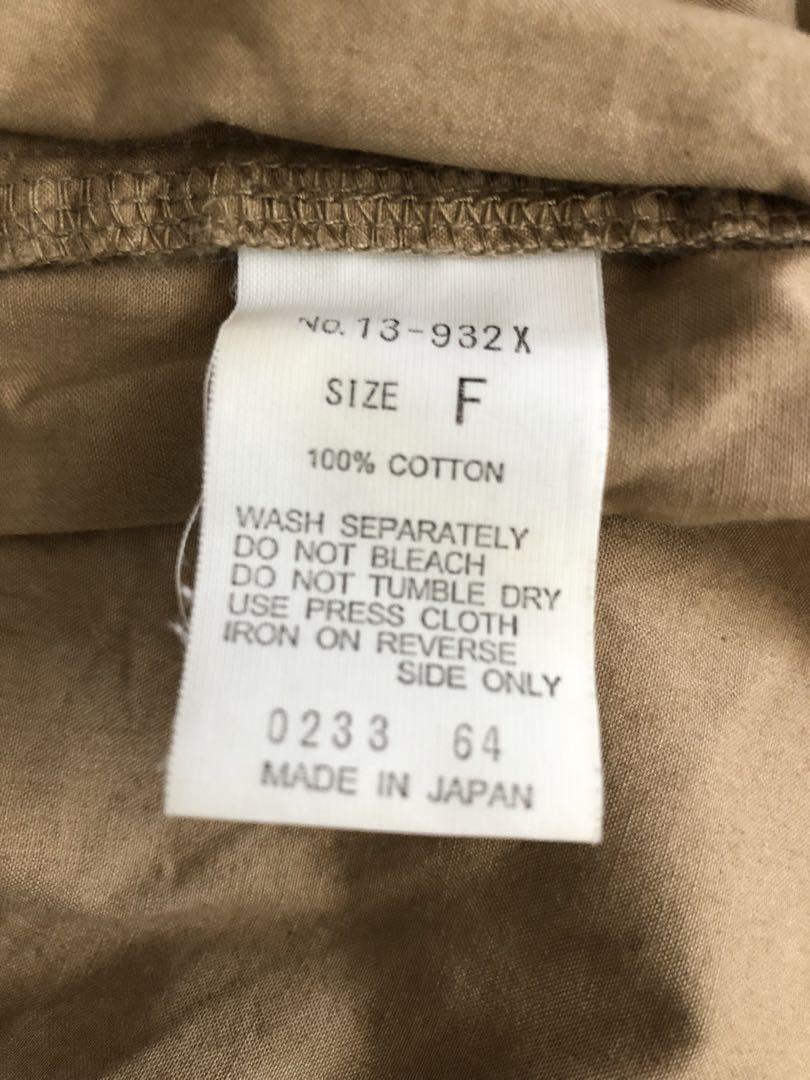 No. 13-932X
SIZE F
100% COTTON
WASH SEPARATELY
DO NOT BLEACH
DO NOT TUMBLE DRY
USE PRESS CLOTH
IRON ON REVERSE
SIDE ONLY
0233 64
MADE IN JAPAN